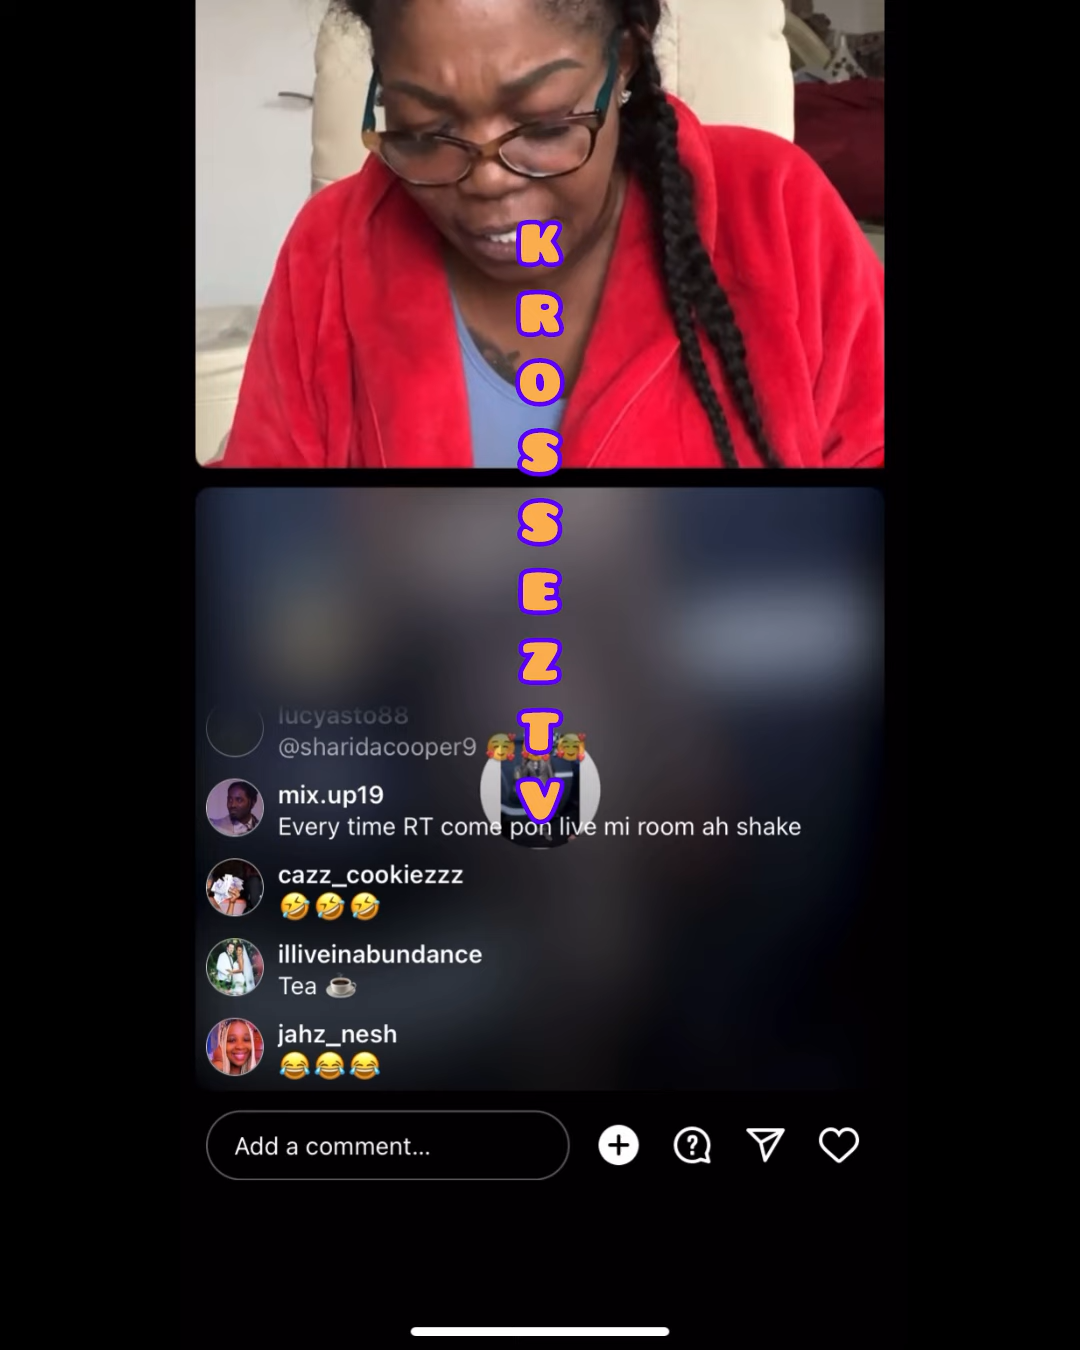 KROSSEZTV
lucyasto88
@sharidacooper9 🥰🥰🥰
mix.up19
Every time RT come pon live mi room ah shake
cazz_cookiezzz
🤣🤣🤣
illiveinabundance
Tea ☕
jahz_nesh
😂😂😂
Add a comment...